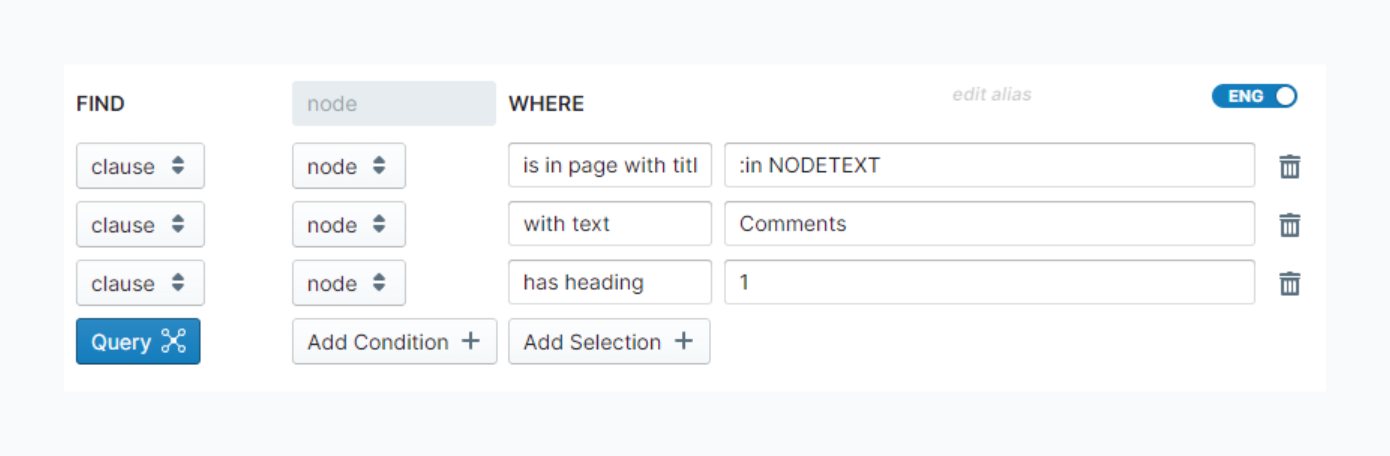 FIND node WHERE edit alias ENG
clause node is in page with titl :in NODETEXT
clause node with text Comments
clause node has heading 1
Query Add Condition + Add Selection +